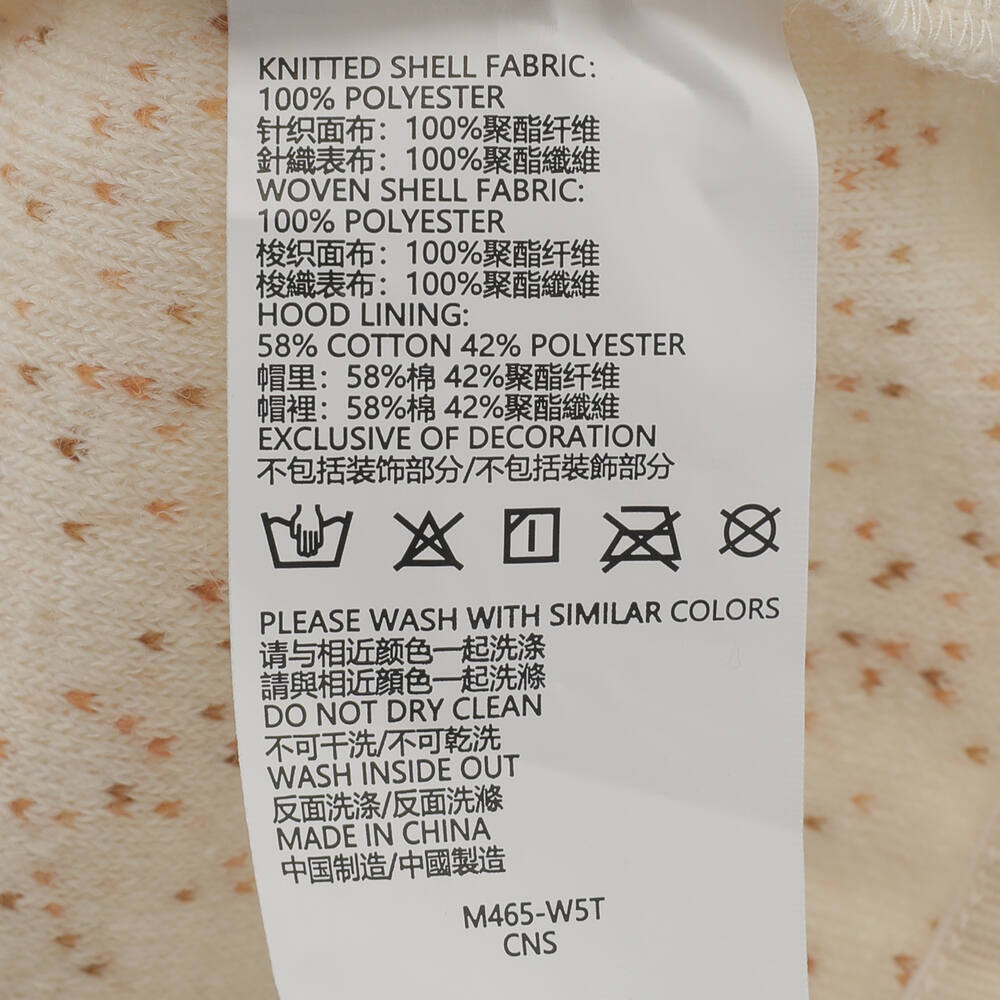 KNITTED SHELL FABRIC:
100% POLYESTER
针织面布：100%聚酯纤维
針織表布：100%聚酯纖維
WOVEN SHELL FABRIC:
100% POLYESTER
梭织面布：100%聚酯纤维
梭織表布：100%聚酯纖維
HOOD LINING:
58% COTTON 42% POLYESTER
帽里：58%棉 42%聚酯纤维
帽裡：58%棉 42%聚酯纖維
EXCLUSIVE OF DECORATION
不包括装饰部分/不包括裝飾部分
PLEASE WASH WITH SIMILAR COLORS
请与相近颜色一起洗涤
請與相近顏色一起洗滌
DO NOT DRY CLEAN
不可干洗/不可乾洗
WASH INSIDE OUT
反面洗涤/反面洗滌
MADE IN CHINA
中国制造/中國製造
M465-W5T
CNS